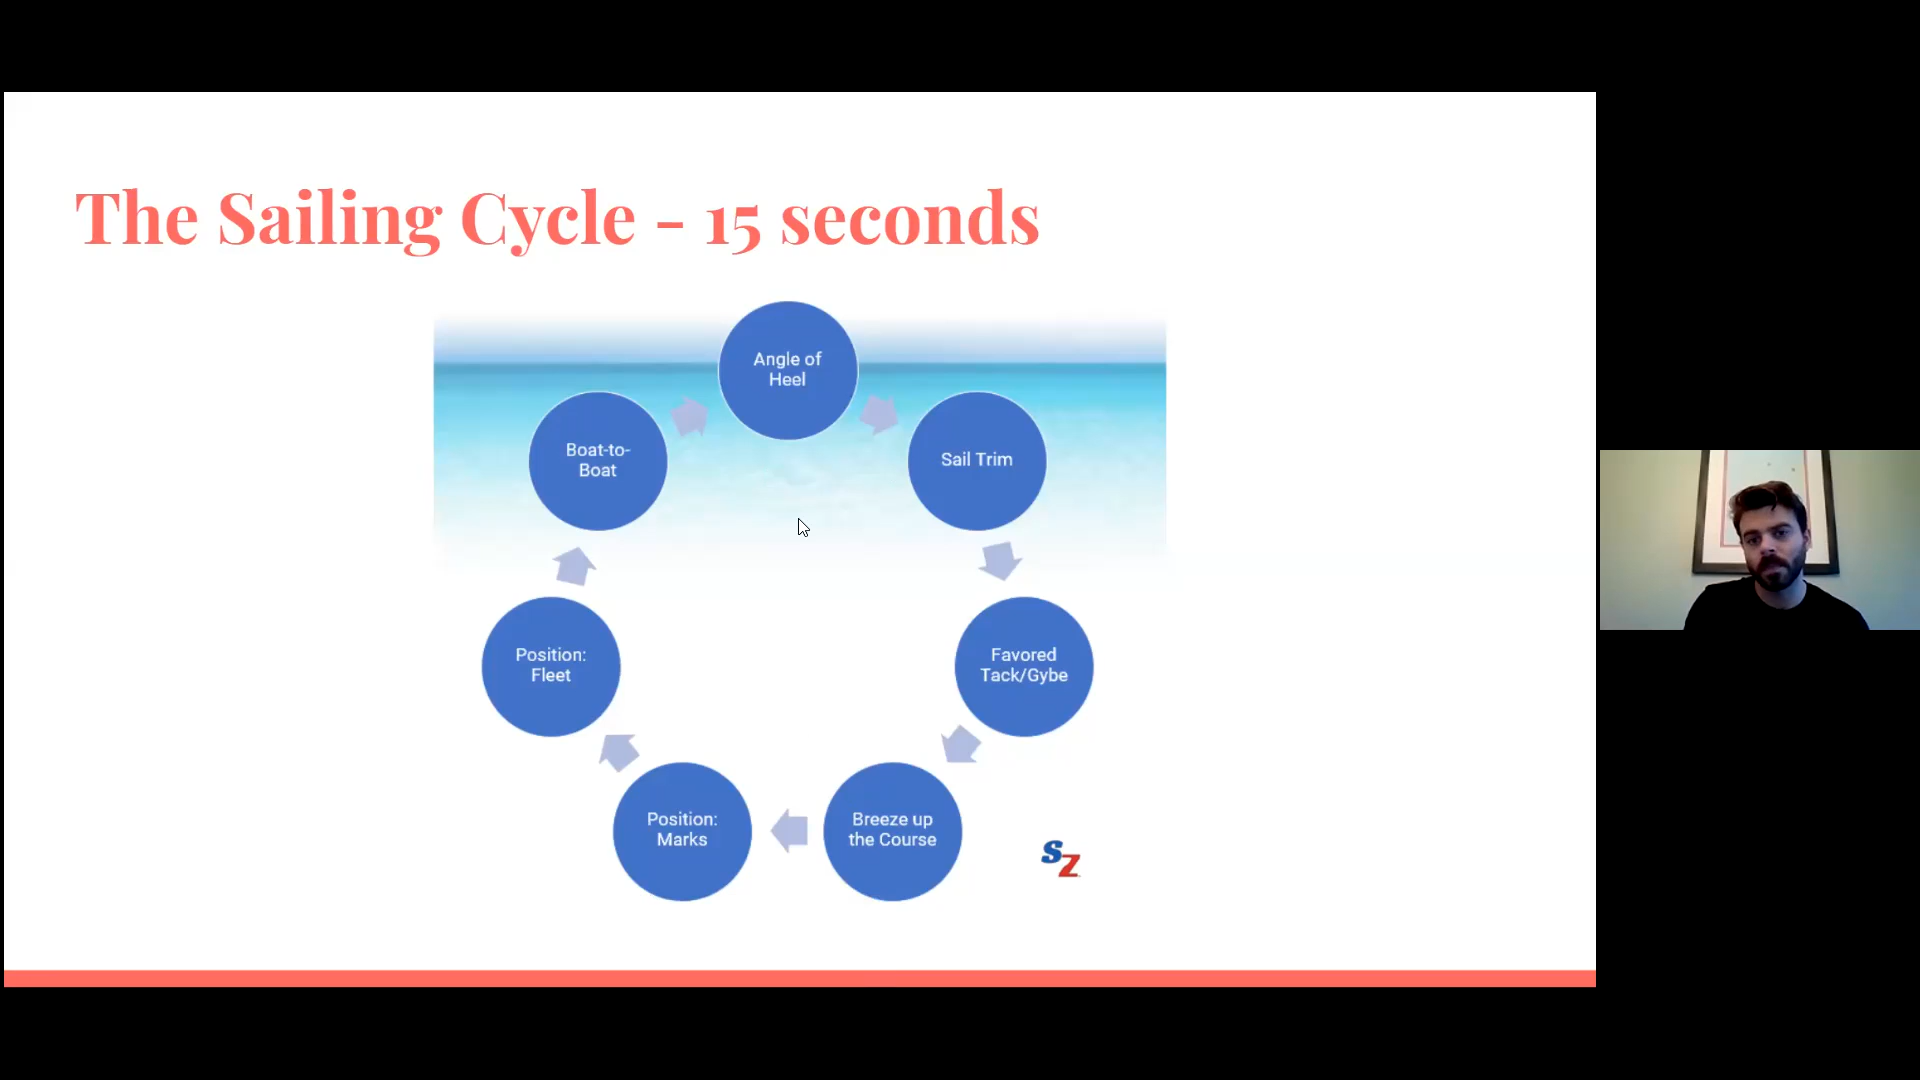 The Sailing Cycle - 15 seconds
Angle of
Heel
Sail Trim
Favored
Tack/Gybe
Breeze up
the Course
Position:
Marks
Position:
Fleet
Boat-to-
Boat
SZ